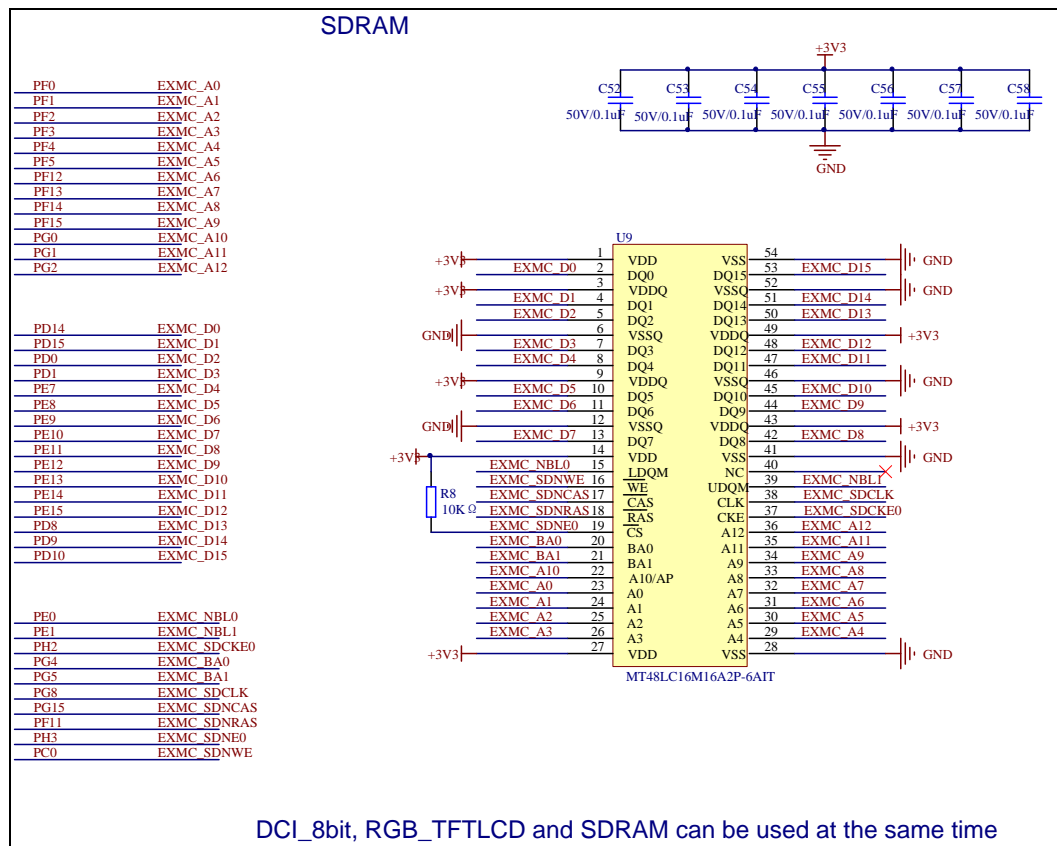 SDRAM
+3V3
C52 C53 C54 C55 C56 C57 C58
50V/0.1uF 50V/0.1uF 50V/0.1uF 50V/0.1uF 50V/0.1uF 50V/0.1uF 50V/0.1uF
GND
PF0 EXMC_A0
PF1 EXMC_A1
PF2 EXMC_A2
PF3 EXMC_A3
PF4 EXMC_A4
PF5 EXMC_A5
PF12 EXMC_A6
PF13 EXMC_A7
PF14 EXMC_A8
PF15 EXMC_A9
PG0 EXMC_A10
PG1 EXMC_A11
PG2 EXMC_A12
PD14 EXMC_D0
PD15 EXMC_D1
PD0 EXMC_D2
PD1 EXMC_D3
PE7 EXMC_D4
PE8 EXMC_D5
PE9 EXMC_D6
PE10 EXMC_D7
PE11 EXMC_D8
PE12 EXMC_D9
PE13 EXMC_D10
PE14 EXMC_D11
PE15 EXMC_D12
PD8 EXMC_D13
PD9 EXMC_D14
PD10 EXMC_D15
PE0 EXMC_NBL0
PE1 EXMC_NBL1
PH2 EXMC_SDCKE0
PG4 EXMC_BA0
PG5 EXMC_BA1
PG8 EXMC_SDCLK
PG15 EXMC_SDNCAS
PF11 EXMC_SDNRAS
PH3 EXMC_SDNE0
PC0 EXMC_SDNWE
U9
+3V3 1 VDD VSS 54 GND
EXMC_D0 2 DQ0 DQ15 53 EXMC_D15
+3V3 3 VDDQ VSSQ 52 GND
EXMC_D1 4 DQ1 DQ14 51 EXMC_D14
EXMC_D2 5 DQ2 DQ13 50 EXMC_D13
GND 6 VSSQ VDDQ 49 +3V3
EXMC_D3 7 DQ3 DQ12 48 EXMC_D12
EXMC_D4 8 DQ4 DQ11 47 EXMC_D11
+3V3 9 VDDQ VSSQ 46 GND
EXMC_D5 10 DQ5 DQ10 45 EXMC_D10
EXMC_D6 11 DQ6 DQ9 44 EXMC_D9
GND 12 VSSQ VDDQ 43 +3V3
EXMC_D7 13 DQ7 DQ8 42 EXMC_D8
+3V3 14 VDD VSS 41 GND
EXMC_NBL0 15 LDQM NC 40
EXMC_SDNWE 16 WE UDQM 39 EXMC_NBL1
EXMC_SDNCAS 17 CAS CLK 38 EXMC_SDCLK
EXMC_SDNRAS 18 RAS CKE 37 EXMC_SDCKE0
EXMC_SDNE0 19 CS A12 36 EXMC_A12
R8
10KΩ
EXMC_BA0 20 BA0 A11 35 EXMC_A11
EXMC_BA1 21 BA1 A9 34 EXMC_A9
EXMC_A10 22 A10/AP A8 33 EXMC_A8
EXMC_A0 23 A0 A7 32 EXMC_A7
EXMC_A1 24 A1 A6 31 EXMC_A6
EXMC_A2 25 A2 A5 30 EXMC_A5
EXMC_A3 26 A3 A4 29 EXMC_A4
+3V3 27 VDD VSS 28 GND
MT48LC16M16A2P-6AIT
DCI_8bit, RGB_TFTLCD and SDRAM can be used at the same time